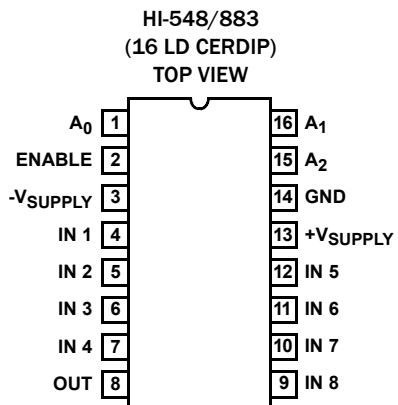 HI-548/883
(16 LD CERDIP)
TOP VIEW
A0 1 16 A1
ENABLE 2 15 A2
-VSUPPLY 3 14 GND
IN 1 4 13 +VSUPPLY
IN 2 5 12 IN 5
IN 3 6 11 IN 6
IN 4 7 10 IN 7
OUT 8 9 IN 8